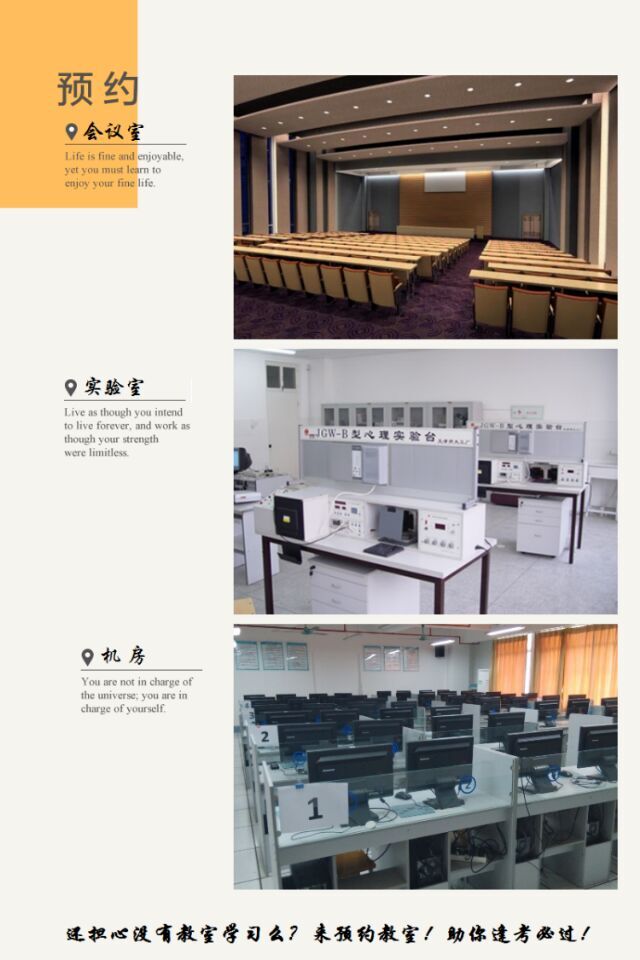 预约
会议室
Life is fine and enjoyable,
yet you must learn to
enjoy your fine life.
实验室
Live as though you intend
to live forever, and work as
though your strength
were limitless.
JGW-B型心理实验台
型心理实验台
机房
You are not in charge of
the universe; you are in
charge of yourself.
2
1
还担心没有教室学习么？来预约教室！助你逢考必过！